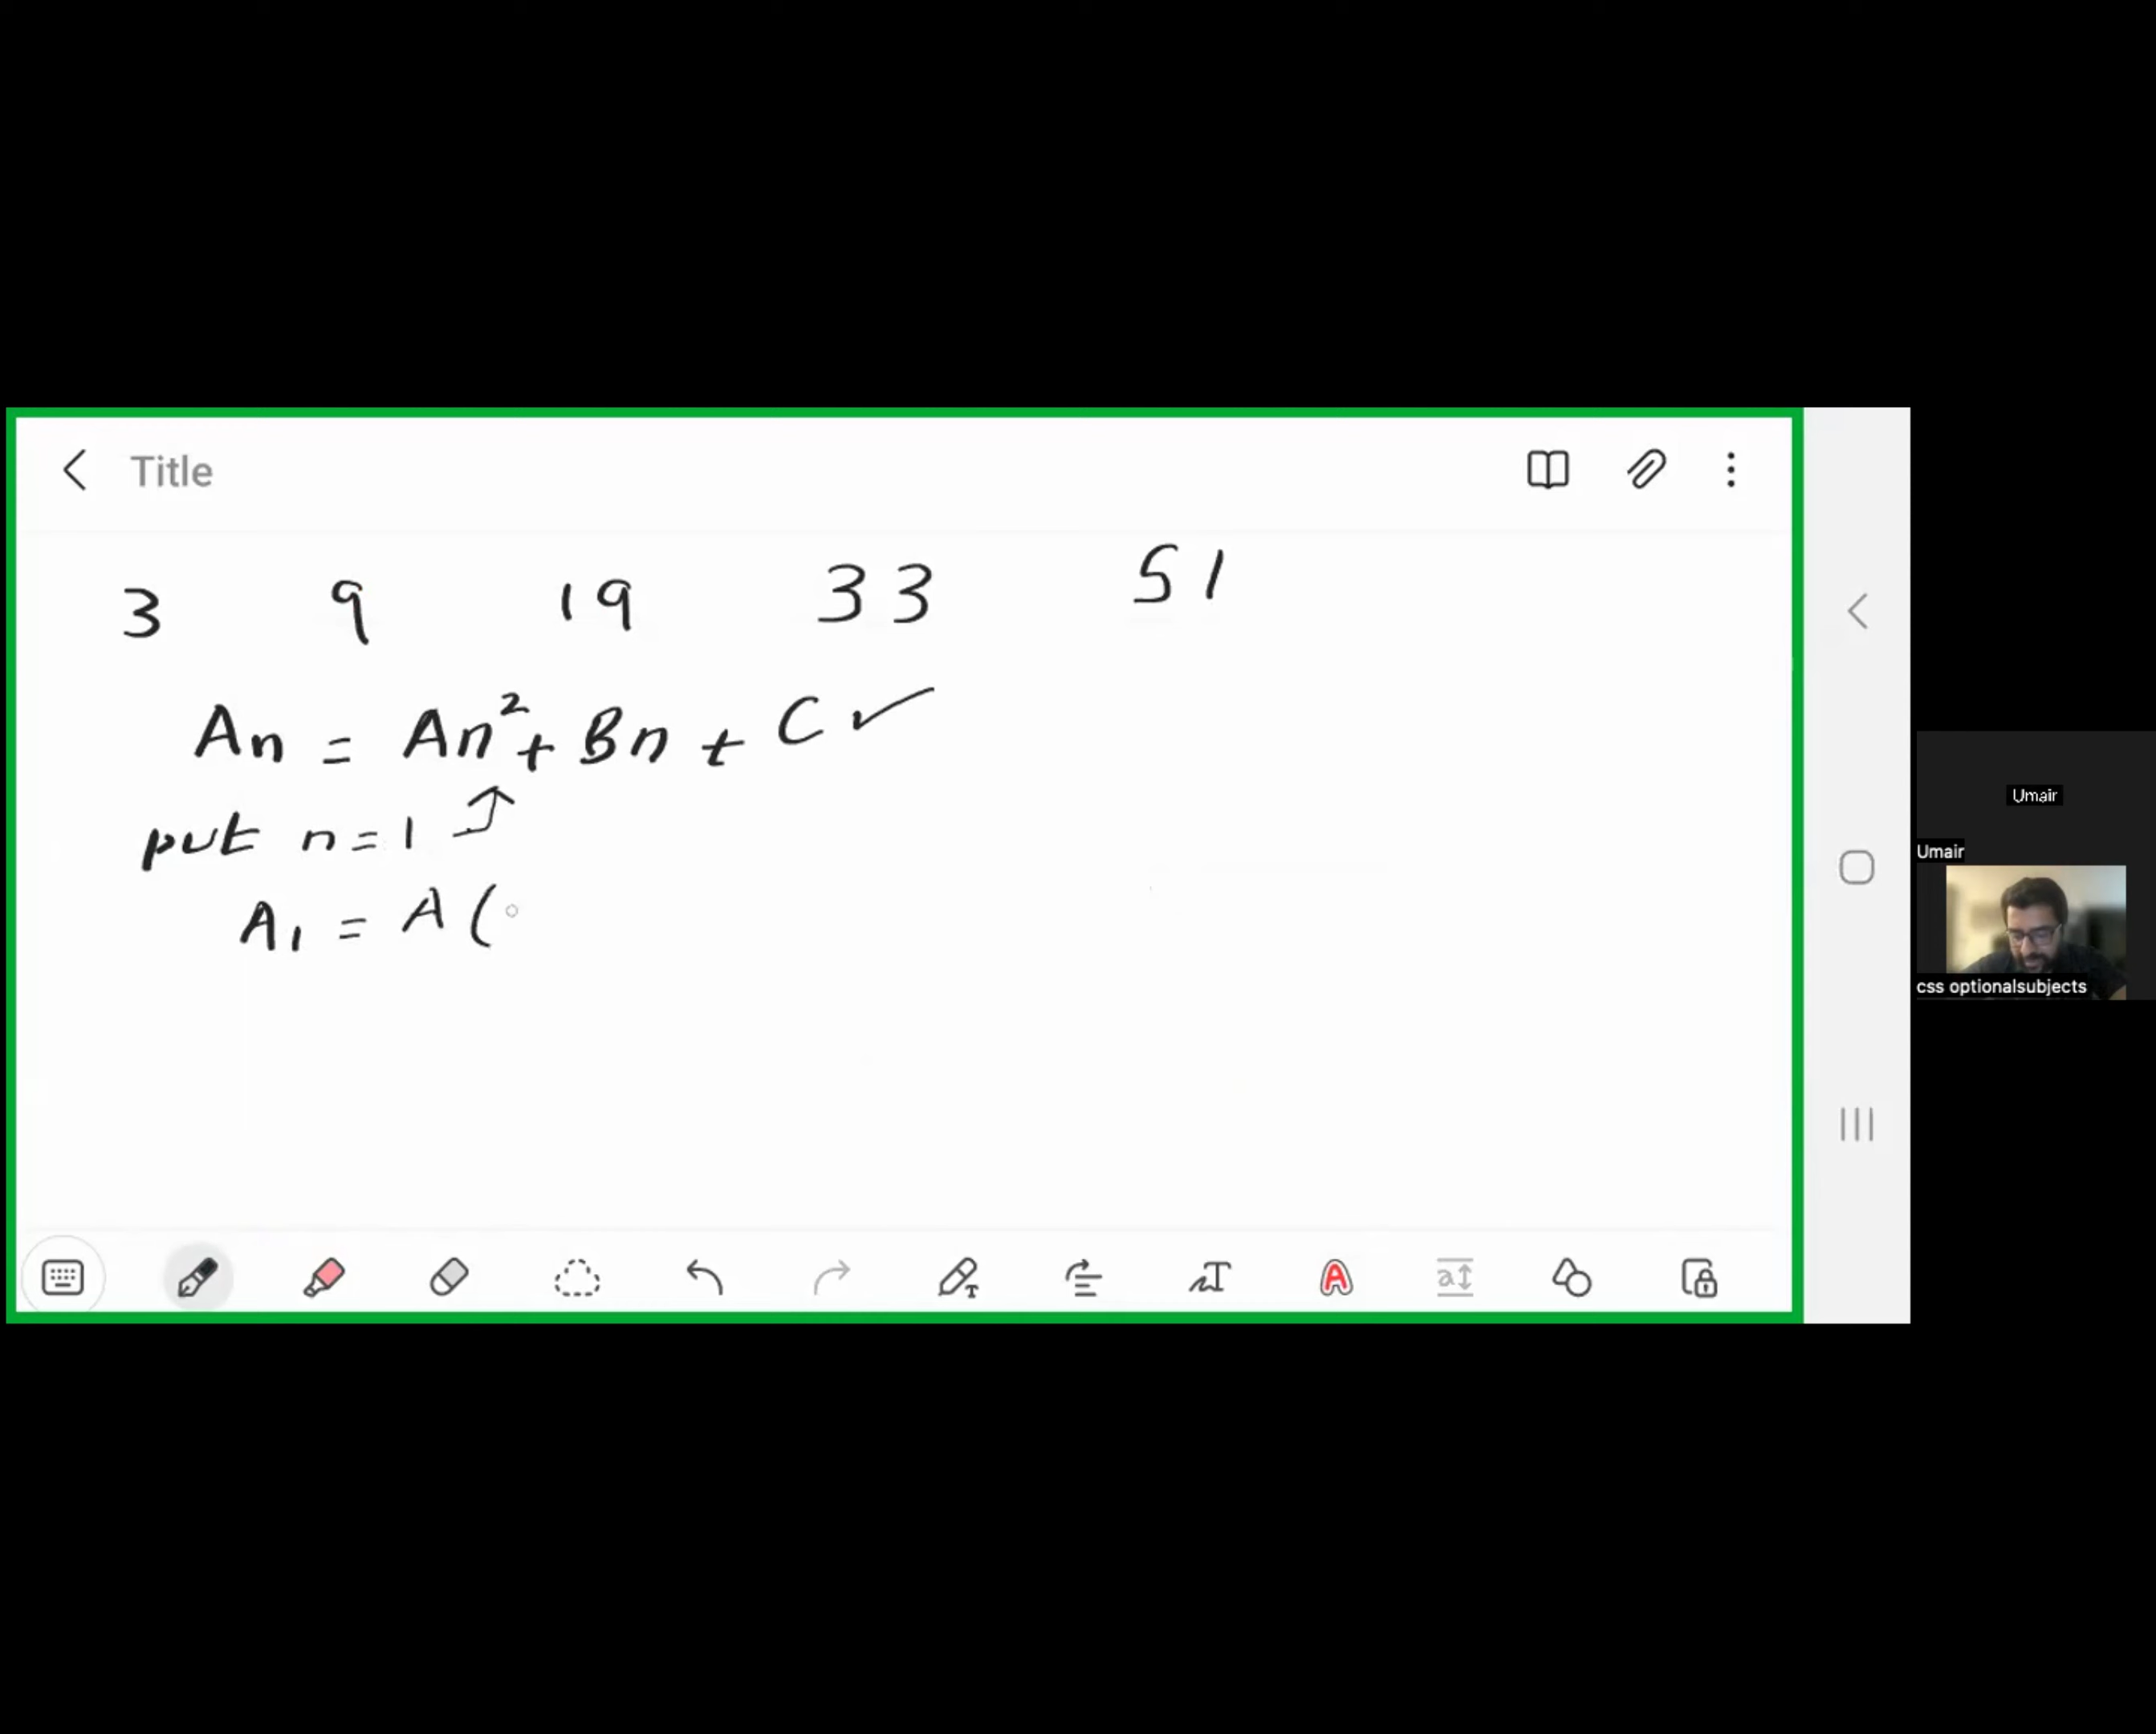 Title
3 9 19 33 51
An = An² + Bn + C ✓
put n = 1
A₁ = A (
Umair
Umair
css optionalsubjects
T
T
A
a